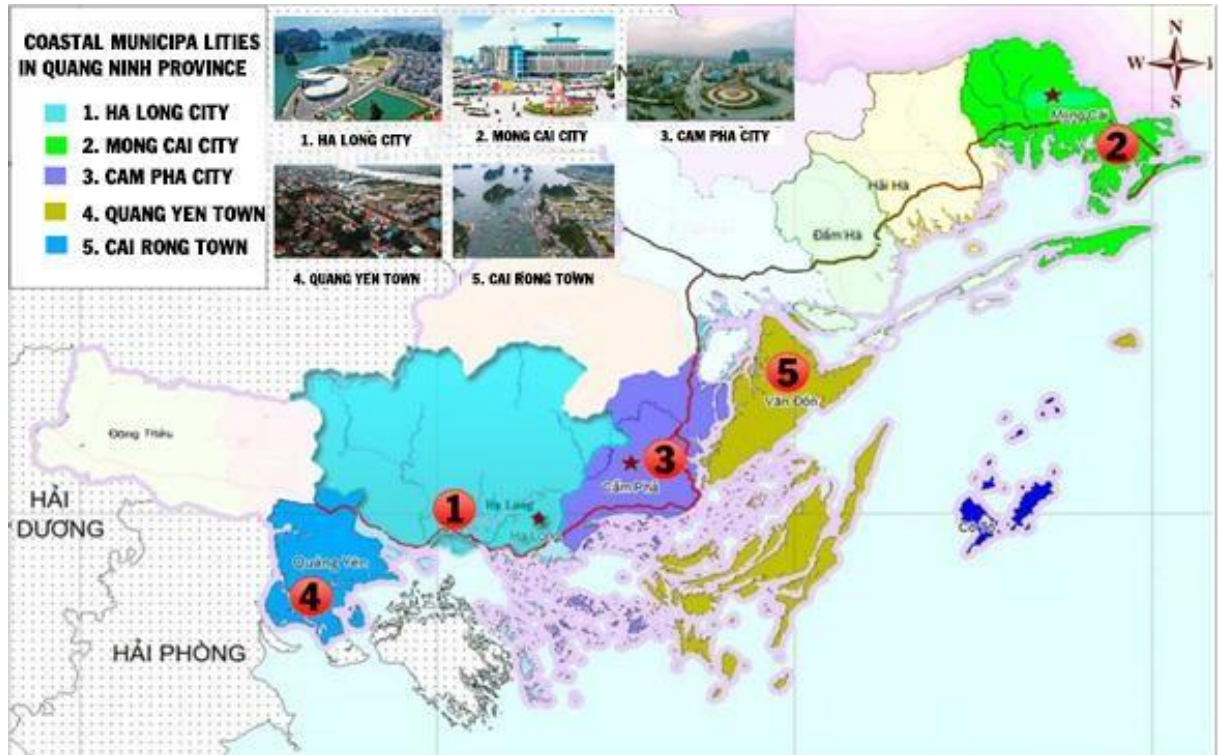 COASTAL MUNICIPA LITIES
IN QUANG NINH PROVINCE
1. HA LONG CITY
2. MONG CAI CITY
3. CAM PHA CITY
4. QUANG YEN TOWN
5. CAI RONG TOWN
1. HA LONG CITY
2. MONG CAI CITY
3. CAM PHA CITY
4. QUANG YEN TOWN
5. CAI RONG TOWN
N
W
S
Móng Cái
2
Hải Hà
Đầm Hà
5
Vân Đồn
Đông Triều
3
Cẩm Phả
1
Hạ Long
Hạ Long
HẢI
DƯƠNG
Quảng Yên
4
HẢI PHÒNG